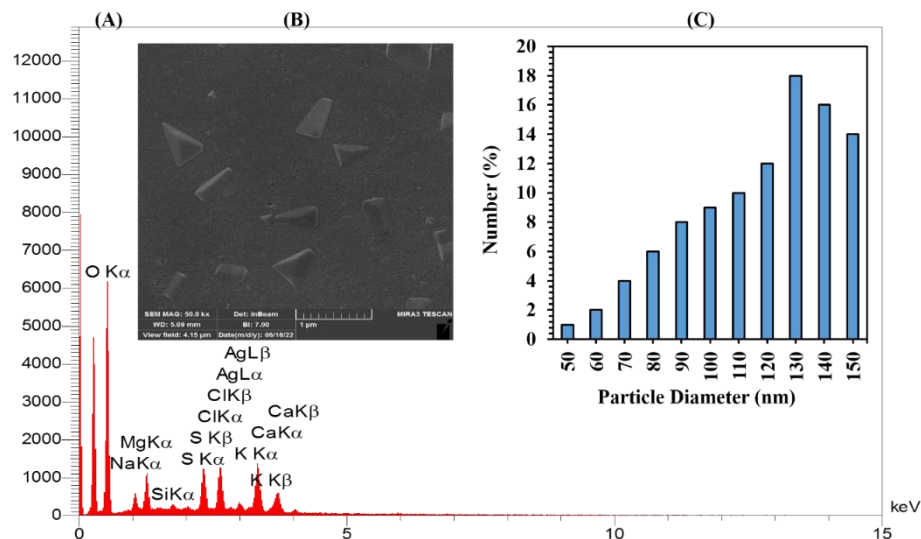 (A)
(B)
(C)
12000
11000
10000
9000
8000
7000
6000
5000
4000
3000
2000
1000
0
0
5
10
15
keV
O Kα
NaKα
MgKα
SiKα
AgLβ
AgLα
ClKβ
ClKα
S Kβ
S Kα
CaKβ
CaKα
K Kα
K Kβ
SEM MAG: 50.0 kx
Det: InBeam
MIRA3 TESCAN
WD: 5.09 mm
BI: 7.00
1 µm
View field: 4.15 µm
Date(m/d/y): 06/16/22
Number (%)
20
18
16
14
12
10
8
6
4
2
0
50 60 70 80 90 100 110 120 130 140 150
Particle Diameter (nm)